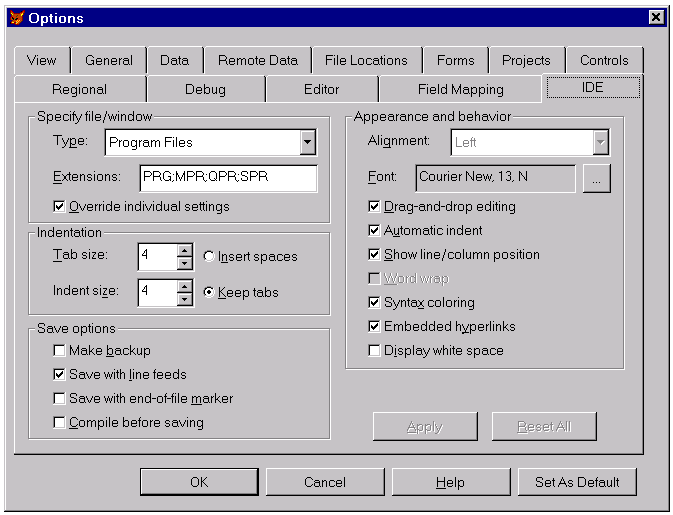 Options
View General Data Remote Data File Locations Forms Projects Controls
Regional Debug Editor Field Mapping IDE
Specify file/window
Type: Program Files
Extensions: PRG;MPR;QPR;SPR
Override individual settings
Indentation
Tab size: 4 Insert spaces
Indent size: 4 Keep tabs
Save options
Make backup
Save with line feeds
Save with end-of-file marker
Compile before saving
Appearance and behavior
Alignment: Left
Font: Courier New, 13, N ...
Drag-and-drop editing
Automatic indent
Show line/column position
Word wrap
Syntax coloring
Embedded hyperlinks
Display white space
Apply Reset All
OK Cancel Help Set As Default